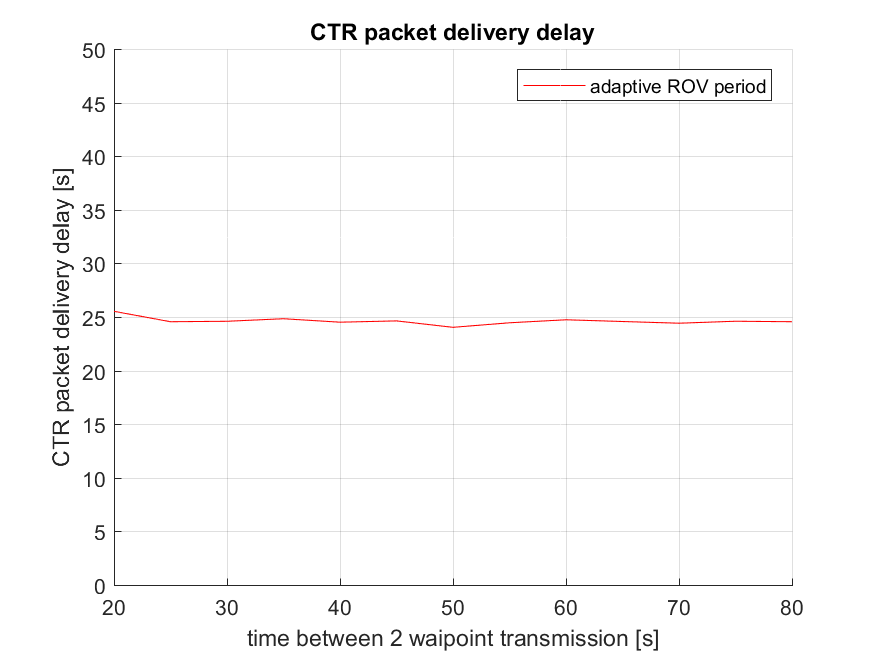 CTR packet delivery delay
adaptive ROV period
CTR packet delivery delay [s]
50
45
40
35
30
25
20
15
10
5
0
20 30 40 50 60 70 80
time between 2 waipoint transmission [s]